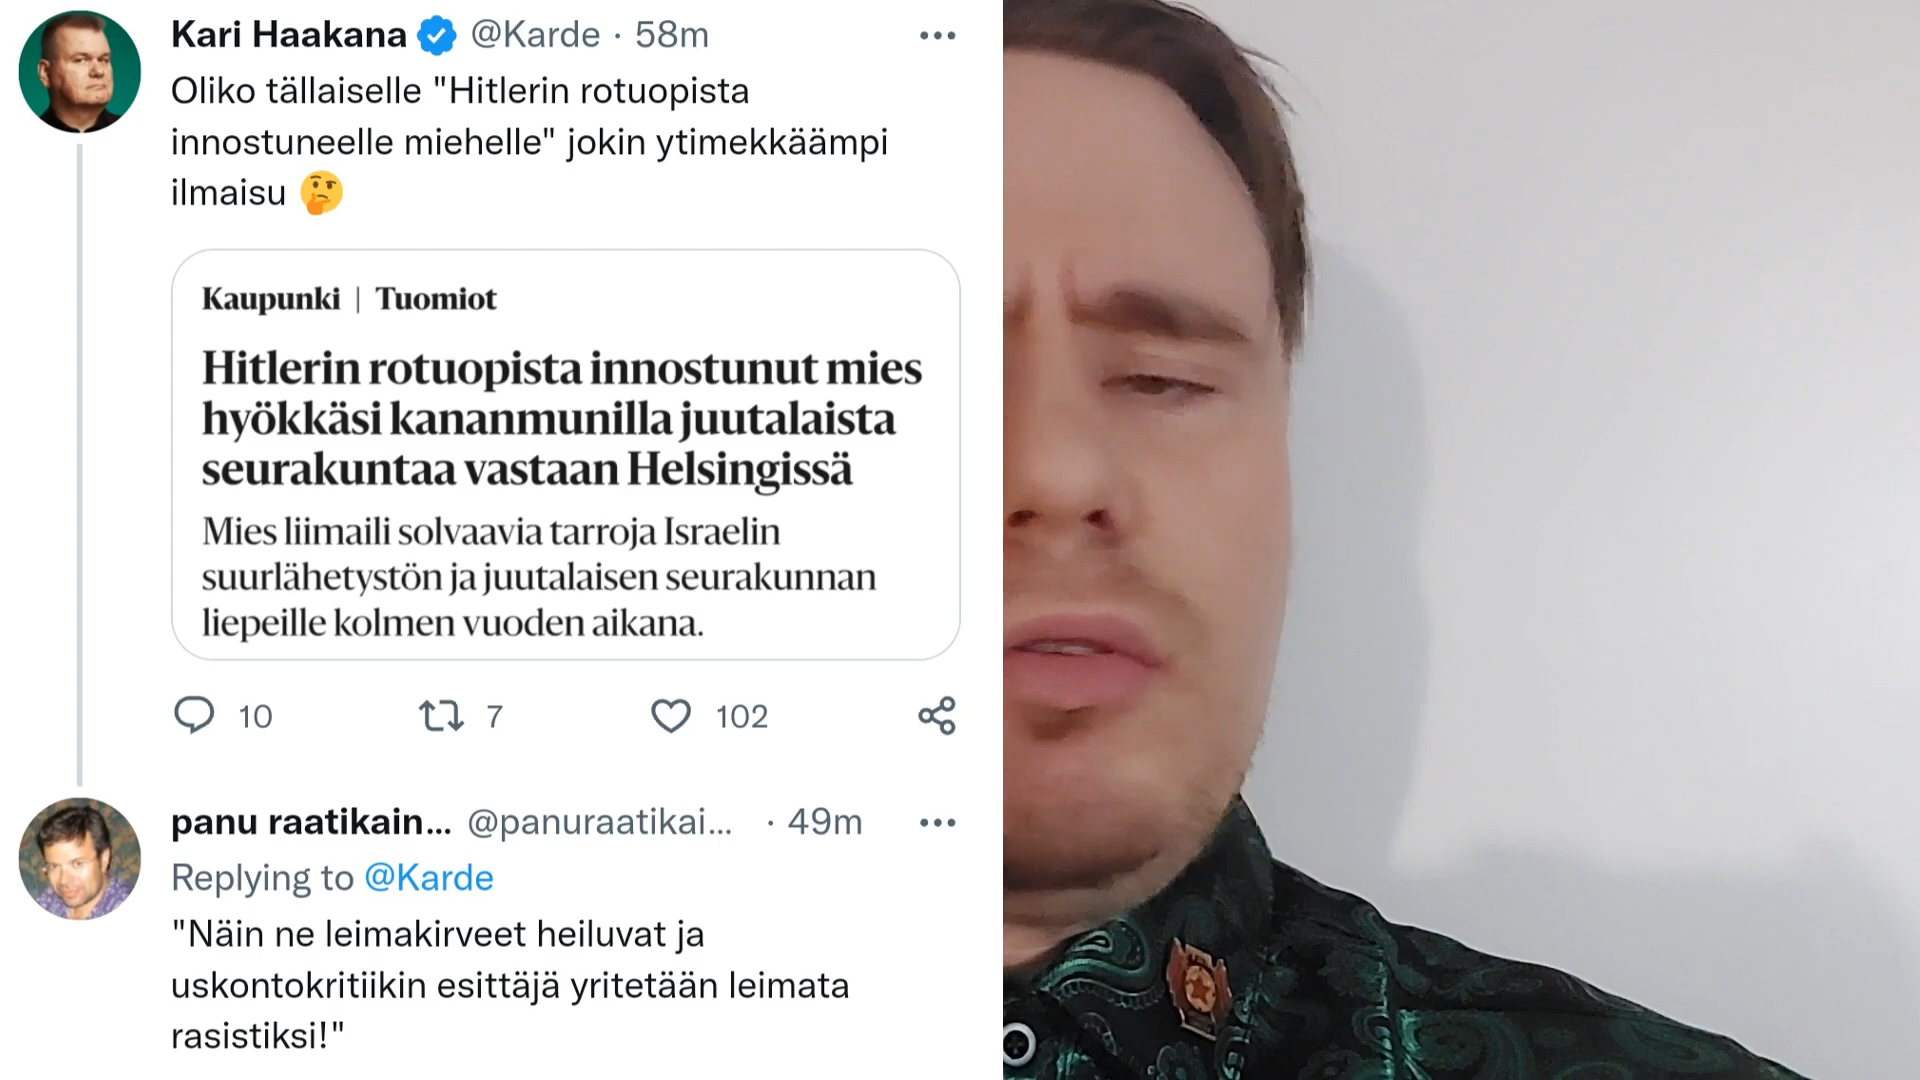 Kari Haakana @Karde · 58m
Oliko tällaiselle "Hitlerin rotuopista
innostuneelle miehelle" jokin ytimekkäämpi
ilmaisu 🤔
Kaupunki | Tuomiot
Hitlerin rotuopista innostunut mies
hyökkäsi kananmunilla juutalaista
seurakuntaa vastaan Helsingissä
Mies liimaili solvaavia tarroja Israelin
suurlähetystön ja juutalaisen seurakunnan
liepeille kolmen vuoden aikana.
10 7 102
panu raatikain... @panuraatikai... · 49m
Replying to @Karde
"Näin ne leimakirveet heiluvat ja
uskontokritiikin esittäjä yritetään leimata
rasistiksi!"